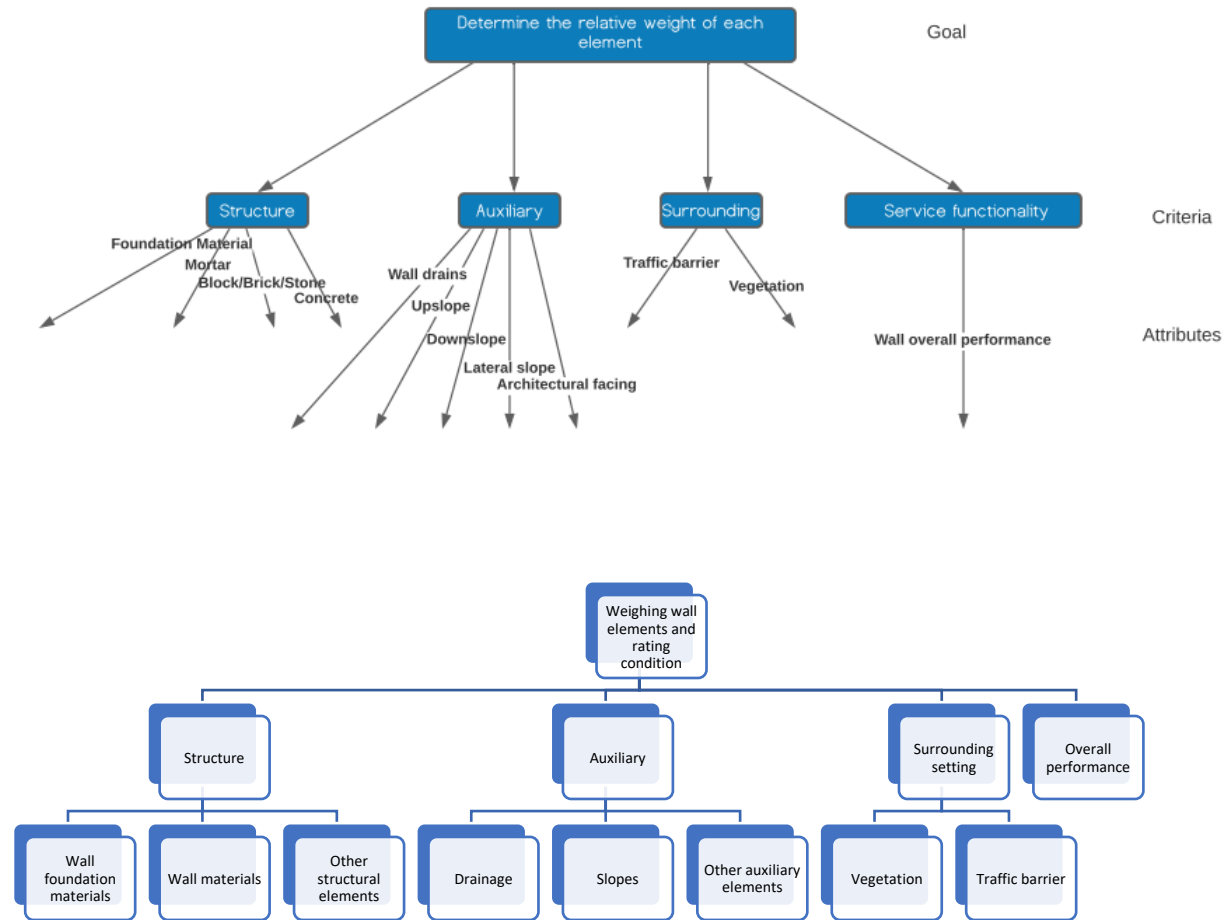 Determine the relative weight of each
element
Goal
Structure
Auxiliary
Surrounding
Service functionality
Criteria
Foundation Material
Mortar
Block/Brick/Stone
Concrete
Wall drains
Upslope
Downslope
Lateral slope
Architectural facing
Traffic barrier
Vegetation
Wall overall performance
Attributes
Weighing wall
elements and
rating
condition
Structure
Auxiliary
Surrounding
setting
Overall
performance
Wall
foundation
materials
Wall materials
Other
structural
elements
Drainage
Slopes
Other auxiliary
elements
Vegetation
Traffic barrier